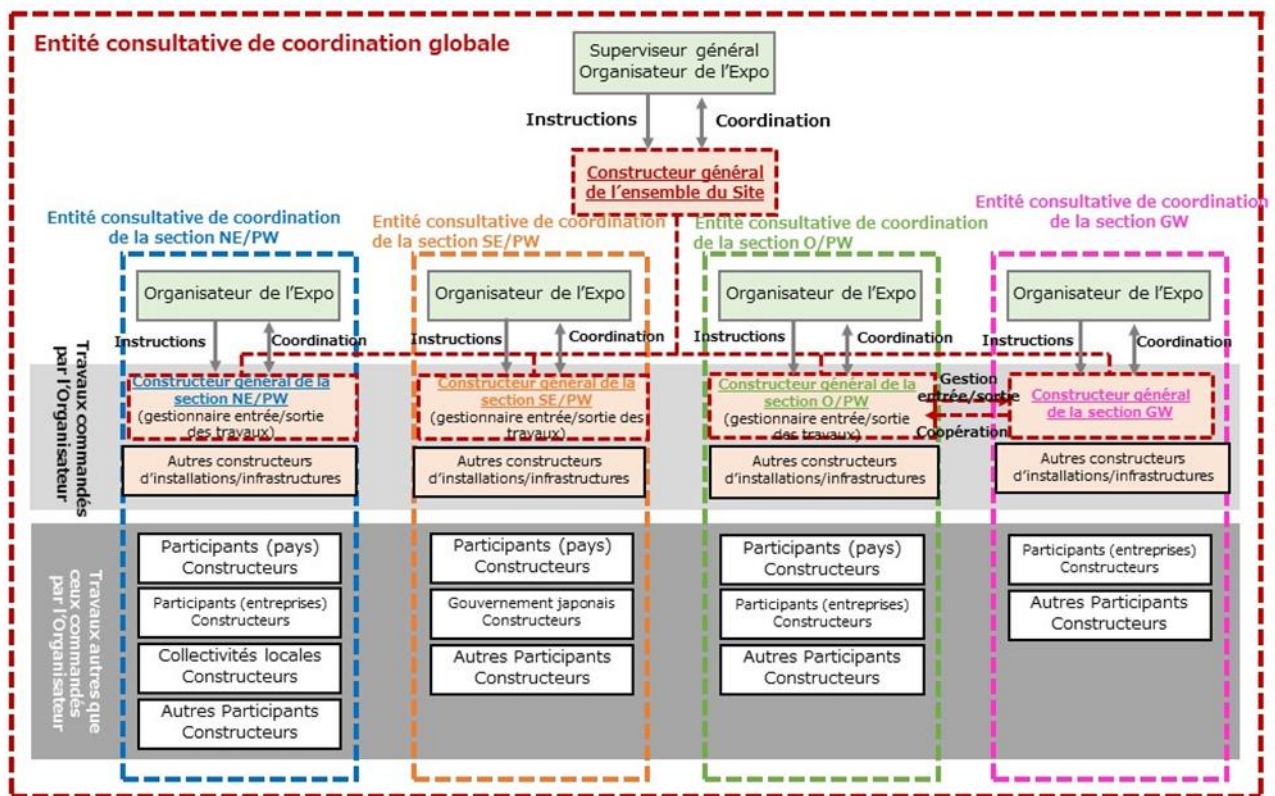 Entité consultative de coordination globale
Superviseur général
Organisateur de l'Expo
Instructions
Coordination
Constructeur général
de l'ensemble du Site
Entité consultative de coordination
de la section NE/PW
Entité consultative de coordination
de la section SE/PW
Entité consultative de coordination
de la section O/PW
Entité consultative de coordination
de la section GW
Organisateur de l'Expo
Organisateur de l'Expo
Organisateur de l'Expo
Organisateur de l'Expo
Instructions
Coordination
Instructions
Coordination
Instructions
Coordination
Instructions
Coordination
Travaux commandés
par l'Organisateur
Constructeur général de la
section NE/PW
(gestionnaire entrée/sortie
des travaux)
Constructeur général de la
section SE/PW
(gestionnaire entrée/sortie des
travaux)
Constructeur général de la
section O/PW
(gestionnaire entrée/sortie
des travaux)
Gestion
entrée/sortie
Coopération
Constructeur général
de la section GW
Autres constructeurs
d'installations/infrastructures
Autres constructeurs
d'installations/infrastructures
Autres constructeurs
d'installations/infrastructures
Autres constructeurs
d'installations/infrastructures
Travaux autres que
ceux commandés
par l'Organisateur
Participants (pays)
Constructeurs
Participants (entreprises)
Constructeurs
Collectivités locales
Constructeurs
Autres Participants
Constructeurs
Participants (pays)
Constructeurs
Gouvernement japonais
Constructeurs
Autres Participants
Constructeurs
Participants (pays)
Constructeurs
Participants (entreprises)
Constructeurs
Autres Participants
Constructeurs
Participants (entreprises)
Constructeurs
Autres Participants
Constructeurs